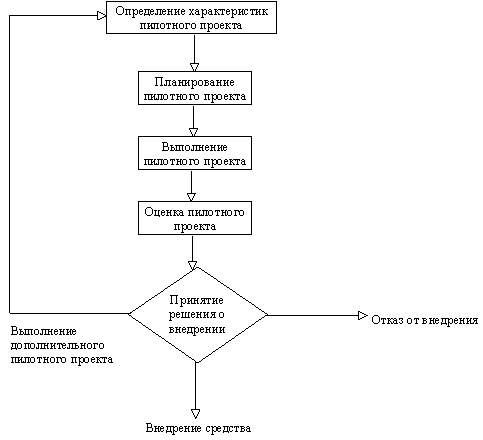 Определение характеристик
пилотного проекта
Планирование
пилотного проекта
Выполнение
пилотного проекта
Оценка пилотного
проекта
Принятие
решения о
внедрении
Отказ от внедрения
Выполнение
дополнительного
пилотного проекта
Внедрение средства